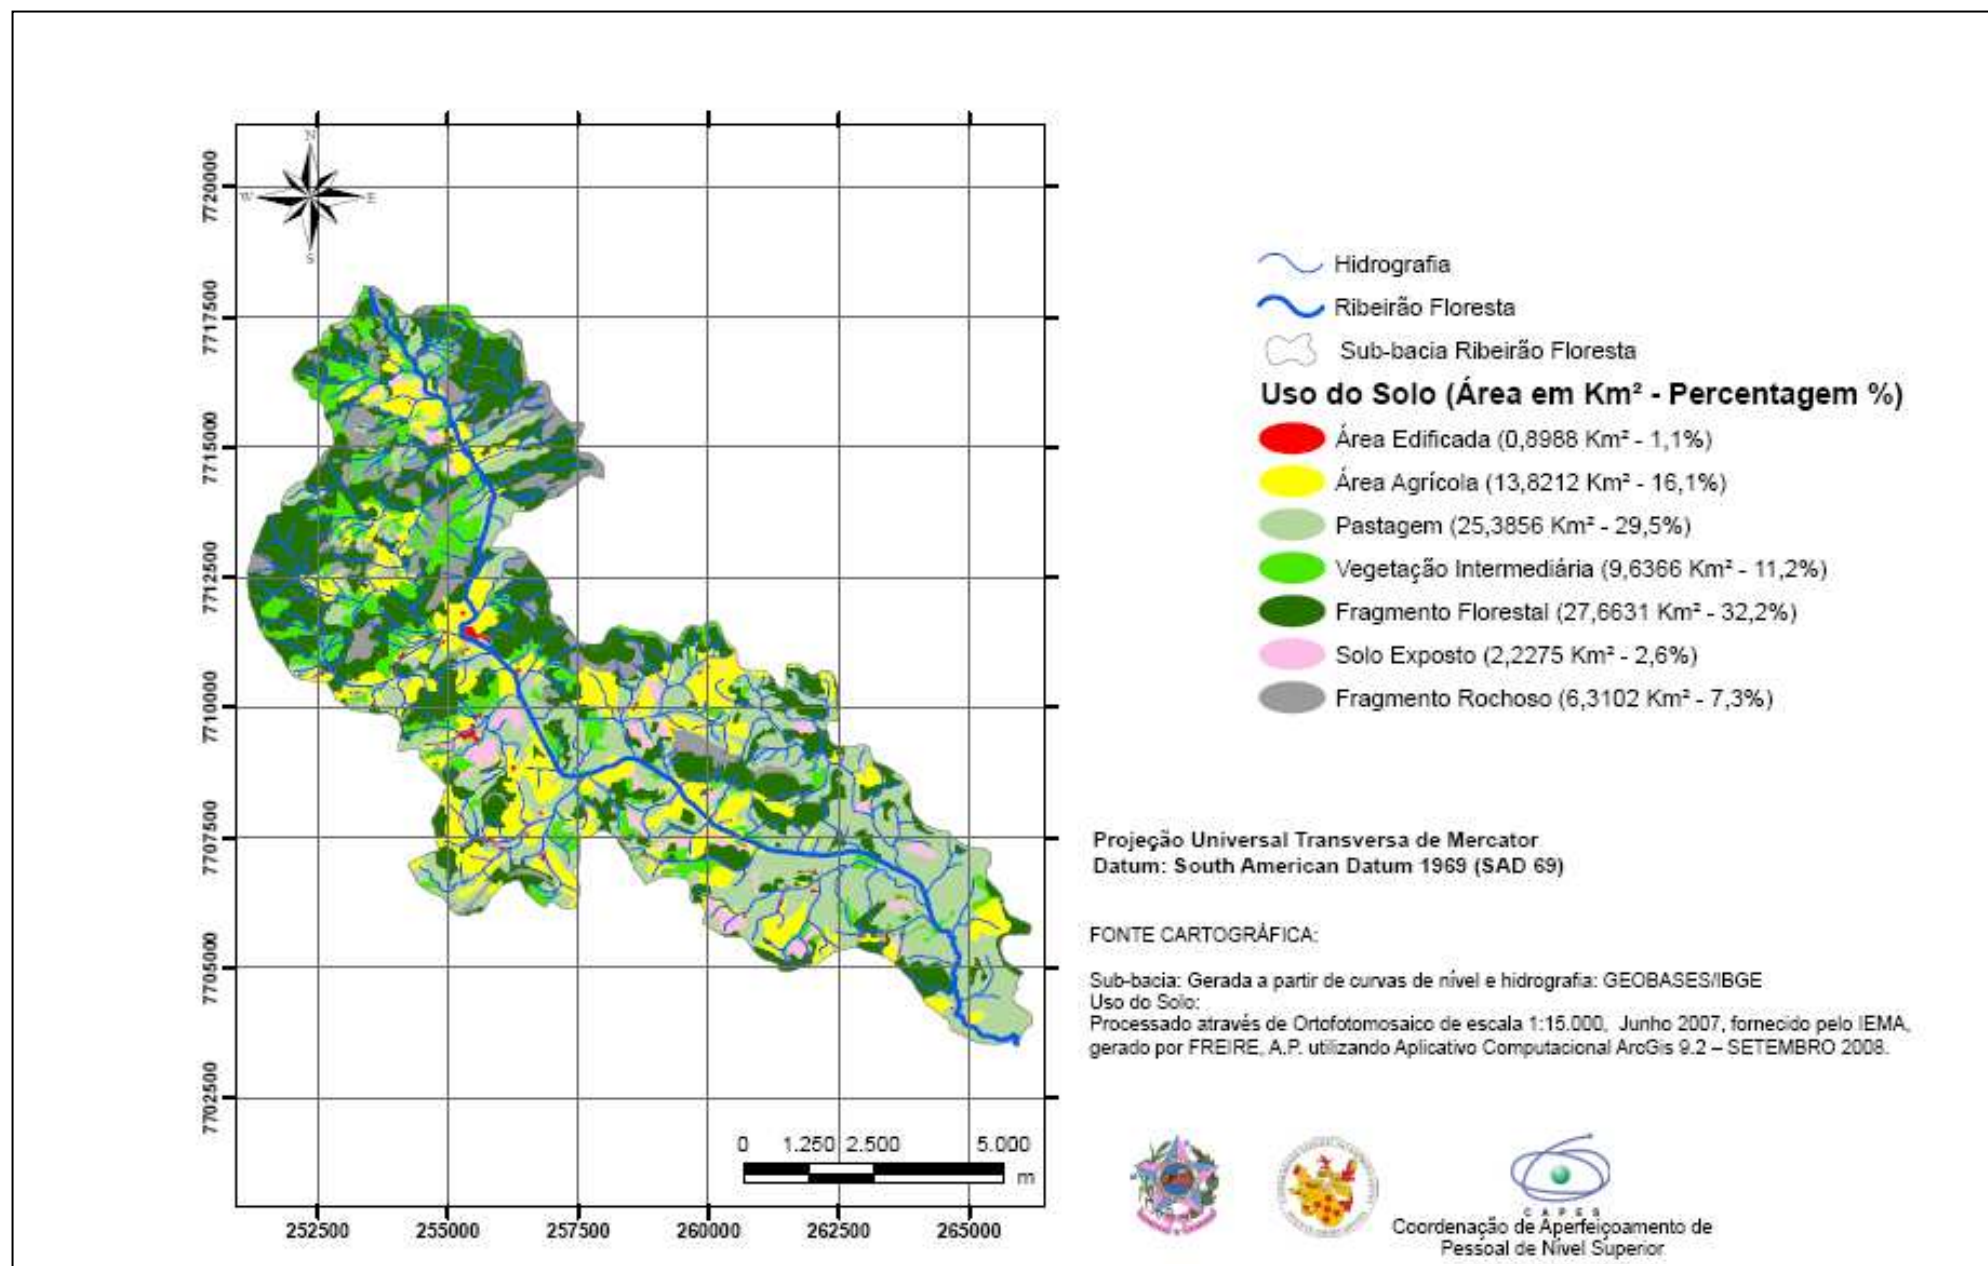 N
W
E
S
7720000
7717500
7715000
7712500
7710000
7707500
7705000
7702500
0 1.250 2.500 5.000
m
252500 255000 257500 260000 262500 265000
Hidrografia
Ribeirão Floresta
Sub-bacia Ribeirão Floresta
Uso do Solo (Área em Km² - Percentagem %)
Área Edificada (0,8988 Km² - 1,1%)
Área Agrícola (13,8212 Km² - 16,1%)
Pastagem (25,3856 Km² - 29,5%)
Vegetação Intermediária (9,6366 Km² - 11,2%)
Fragmento Florestal (27,6631 Km² - 32,2%)
Solo Exposto (2,2275 Km² - 2,6%)
Fragmento Rochoso (6,3102 Km² - 7,3%)
Projeção Universal Transversa de Mercator
Datum: South American Datum 1969 (SAD 69)
FONTE CARTOGRÁFICA:
Sub-bacia: Gerada a partir de curvas de nível e hidrografia: GEOBASES/IBGE
Uso do Solo:
Processado através de Ortofotomosaico de escala 1:15.000, Junho 2007, fornecido pelo IEMA,
gerado por FREIRE, A.P. utilizando Aplicativo Computacional ArcGis 9.2 – SETEMBRO 2008.
CAPES
Coordenação de Aperfeiçoamento de
Pessoal de Nível Superior